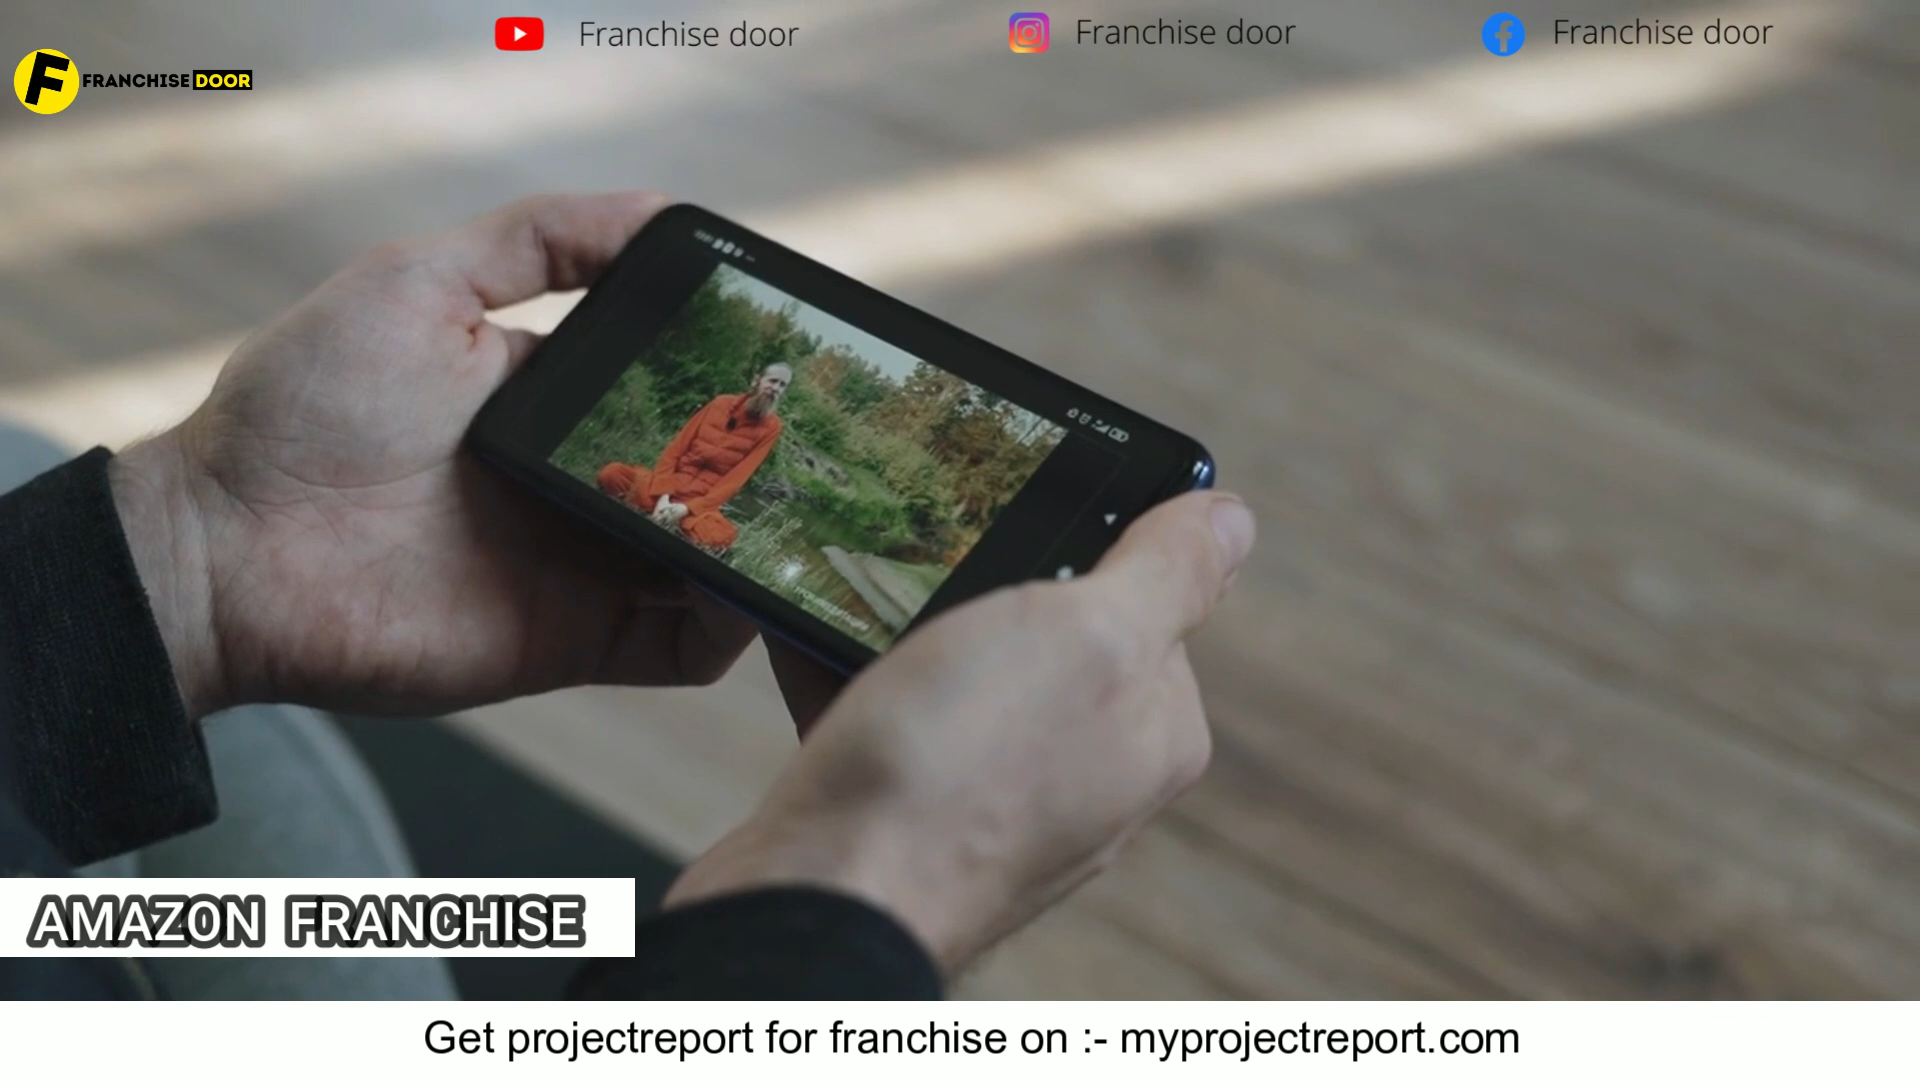 Franchise door
Franchise door
Franchise door
FRANCHISE DOOR
AMAZON FRANCHISE
Get projectreport for franchise on :- myprojectreport.com